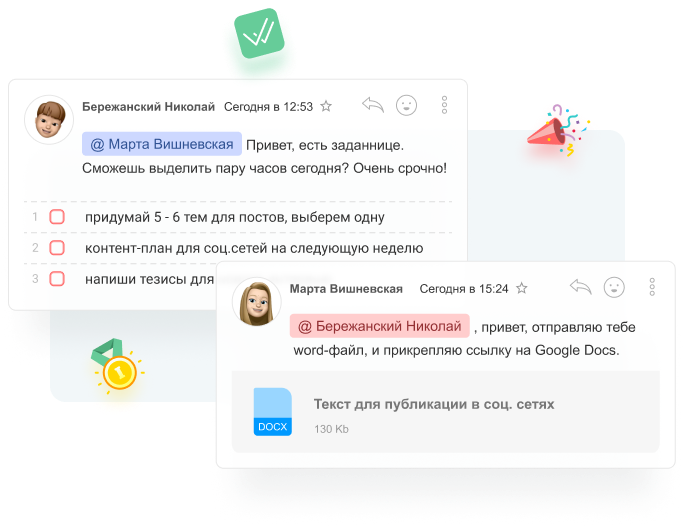 Бережанский Николай Сегодня в 12:53
@ Марта Вишневская Привет, есть заданнице.
Сможешь выделить пару часов сегодня? Очень срочно!
1 придумай 5 - 6 тем для постов, выберем одну
2 контент-план для соц.сетей на следующую неделю
3 напиши тезисы для
Марта Вишневская Сегодня в 15:24
@ Бережанский Николай , привет, отправляю тебе
word-файл, и прикрепляю ссылку на Google Docs.
DOCX
Текст для публикации в соц. сетях
130 Kb
1